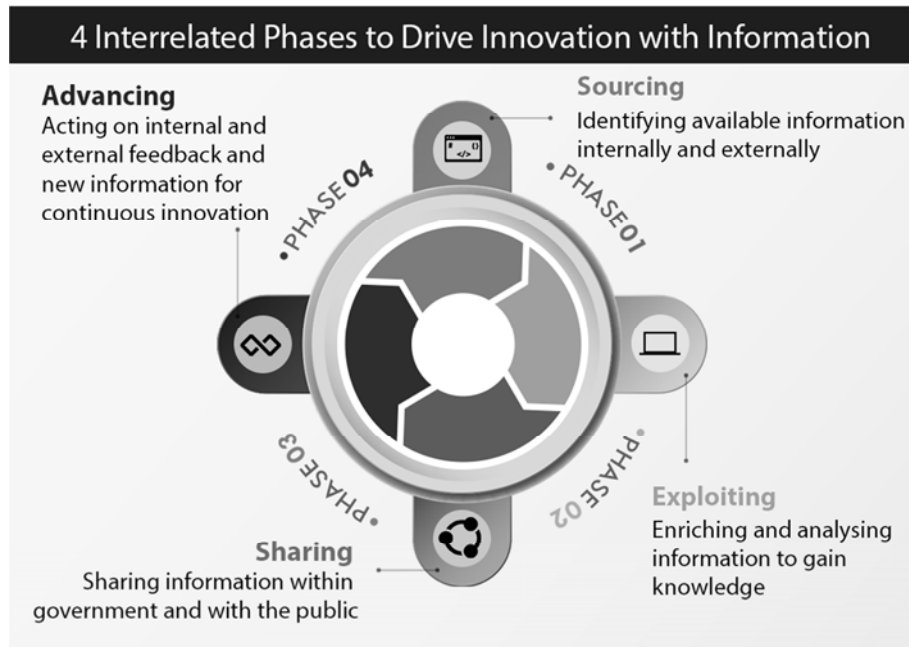 4 Interrelated Phases to Drive Innovation with Information
Sourcing
Identifying available information
internally and externally
PHASE 01
Exploiting
Enriching and analysing
information to gain
knowledge
PHASE 02
Sharing
Sharing information within
government and with the public
PHASE 03
Advancing
Acting on internal and
external feedback and
new information for
continuous innovation
PHASE 04
# {}
</>